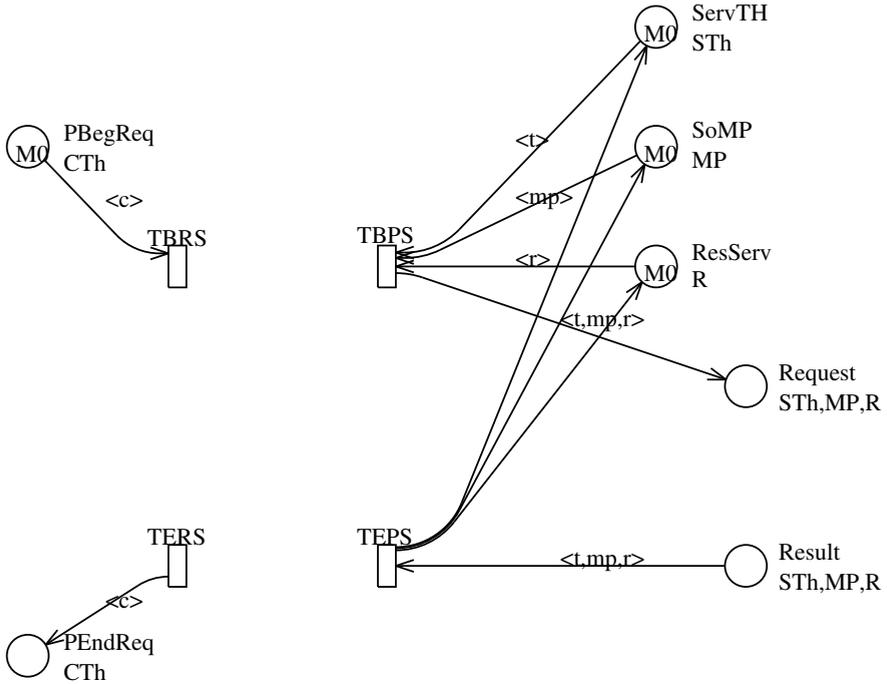 ServTH
M0
STh
PBegReq
M0
CTh
<c>
<t>
SoMP
M0
MP
<mp>
TBRS
TBPS
<r>
ResServ
M0
R
<t,mp,r>
Request
STh,MP,R
TERS
TEPS
<t,mp,r>
Result
STh,MP,R
<c>
PEndReq
CTh